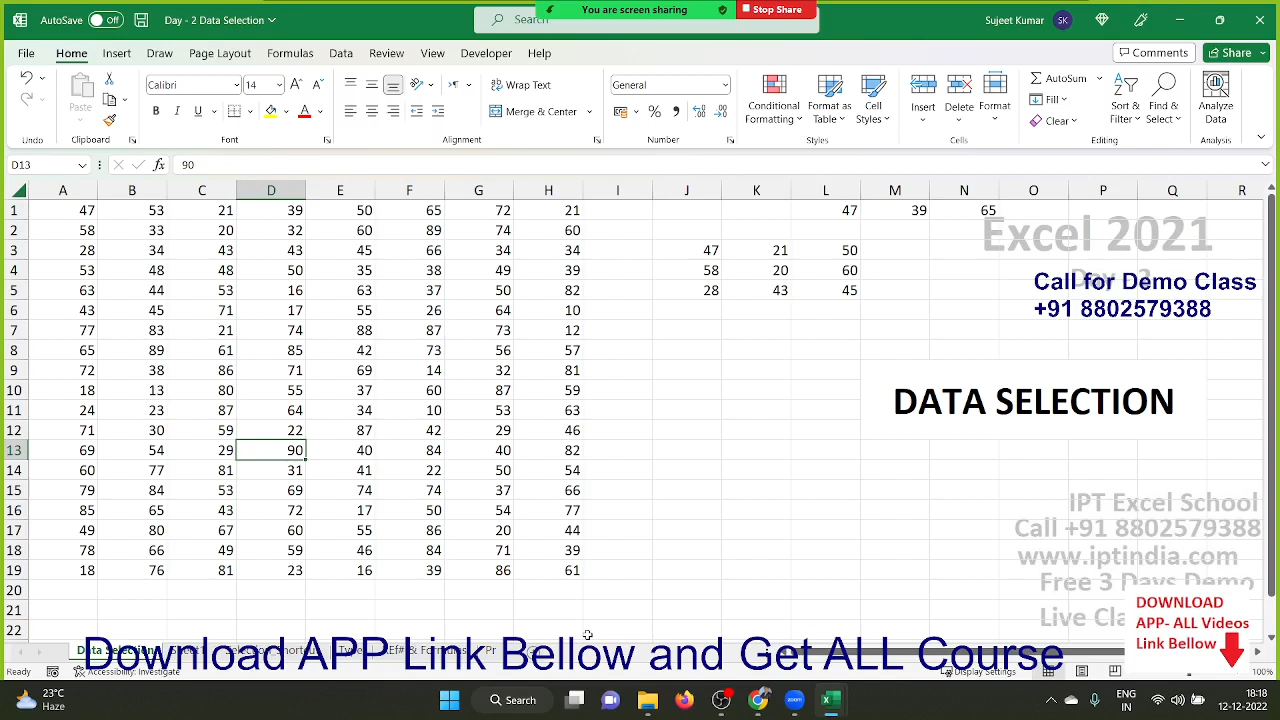 AutoSave Off Day - 2 Data Selection Search You are screen sharing Stop Share Sujeet Kumar SK
File Home Insert Draw Page Layout Formulas Data Review View Developer Help Comments Share
Calibri 14 Wrap Text General AutoSum
Paste Merge & Center Conditional Formatting Format as Table Cell Styles Insert Delete Format Fill Clear Sort & Filter Find & Select Analyze Data
Undo Clipboard Font Alignment Number Styles Cells Editing Analysis
D13 fx 90
A B C D E F G H I J K L M N O P Q R
1 47 53 21 39 50 65 72 21 47 39 65
2 58 33 20 32 60 89 74 60
3 28 34 43 43 45 66 34 34 47 21 50
4 53 48 48 50 35 38 49 39 58 20 60
5 63 44 53 16 63 37 50 82 28 43 45
6 43 45 71 17 55 26 64 10
7 77 83 21 74 88 87 73 12
8 65 89 61 85 42 73 56 57
9 72 38 86 71 69 14 32 81
10 18 13 80 55 37 60 87 59
11 24 23 87 64 34 10 53 63
12 71 30 59 22 87 42 29 46
13 69 54 29 90 40 84 40 82
14 60 77 81 31 41 22 50 54
15 79 84 53 69 74 74 37 66
16 85 65 43 72 17 50 54 77
17 49 80 67 60 55 86 20 44
18 78 66 49 59 46 84 71 39
19 18 76 81 23 16 39 86 61
20
21
22
Excel 2021
Call for Demo Class
+91 8802579388
DATA SELECTION
IPT Excel School
Call +91 8802579388
www.iptindia.com
Free 3 Days Demo
Live
DOWNLOAD
APP- ALL Videos
Link Bellow
Download APP Link Bellow and Get ALL Course
Ready Accessibility: Investigate Display Settings 100%
23°C
Haze
Search
ENG
IN
18:18
12-12-2022